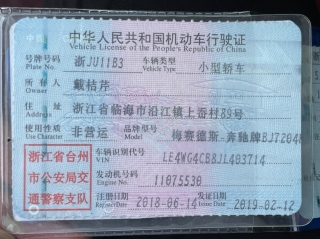 中华人民共和国机动车行驶证
Vehicle License of the People's Republic of China
号牌号码 浙JU11B3 车辆类型 小型轿车
Plate No. Vehicle Type
所有人 戴桔芹
Owner
住址 浙江省临海市沿江镇上岙村89号
Address
使用性质 非营运 品牌型号 梅赛德斯-奔驰牌BJ7204H
Use Character Model
浙江省台州 车辆识别代号 LE4WG4CB8JL403714
市公安局交 VIN
通警察支队 发动机号码 11075530
Engine No.
注册日期 2018-06-14 发证日期 2019-02-12
Register Date Issue Date